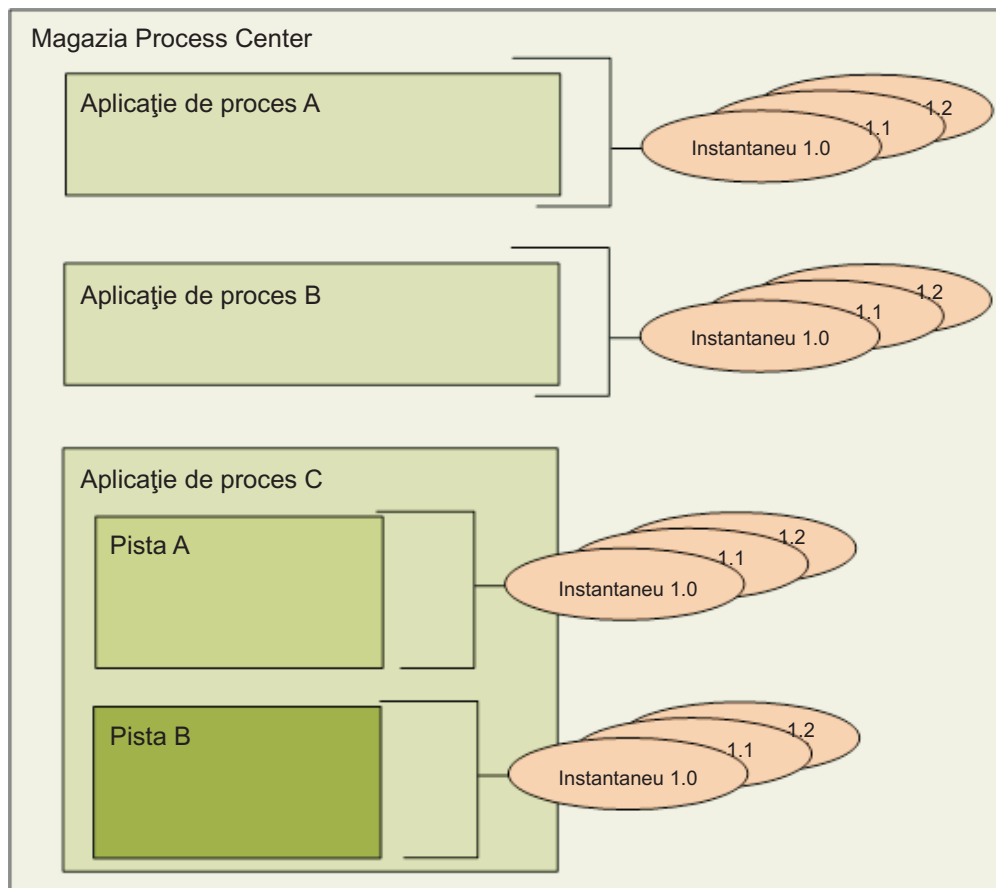 Magazia Process Center
Aplicaţie de proces A
Instantaneu 1.0
1.1
1.2
Aplicaţie de proces B
Instantaneu 1.0
1.1
1.2
Aplicaţie de proces C
Pista A
Instantaneu 1.0
1.1
1.2
Pista B
Instantaneu 1.0
1.1
1.2